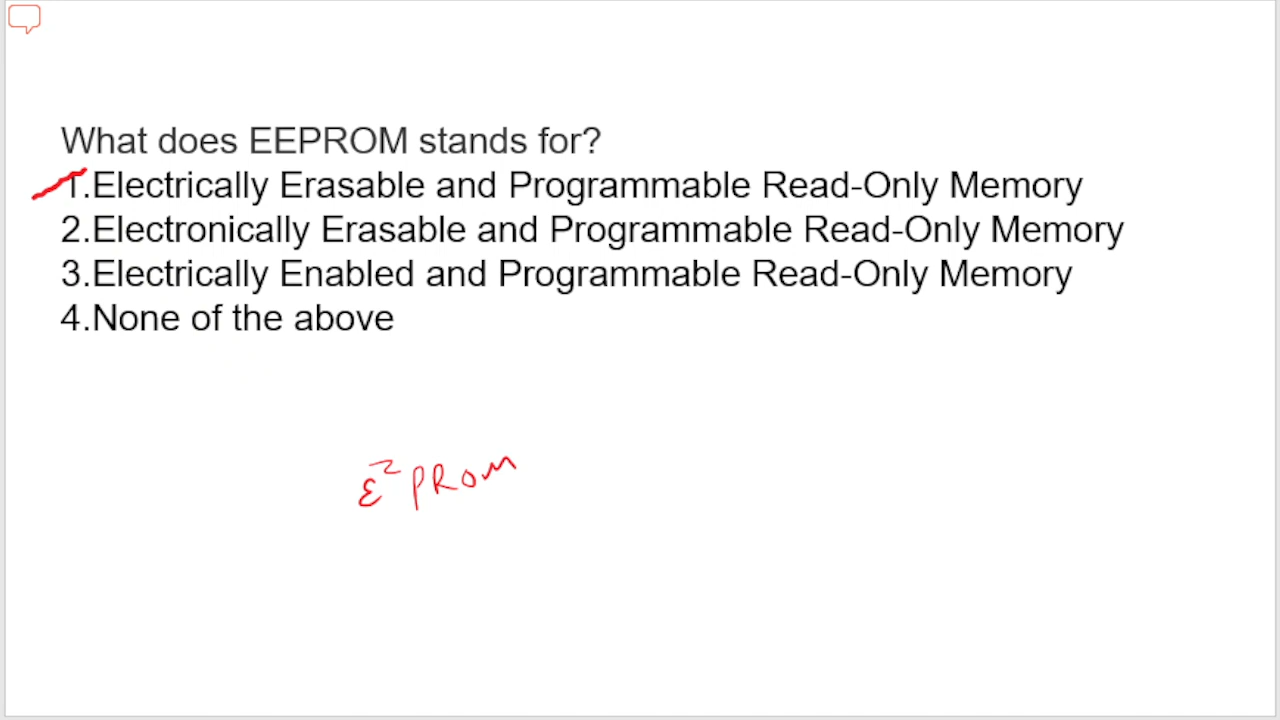 What does EEPROM stands for?
1.Electrically Erasable and Programmable Read-Only Memory
2.Electronically Erasable and Programmable Read-Only Memory
3.Electrically Enabled and Programmable Read-Only Memory
4.None of the above
E² PROM